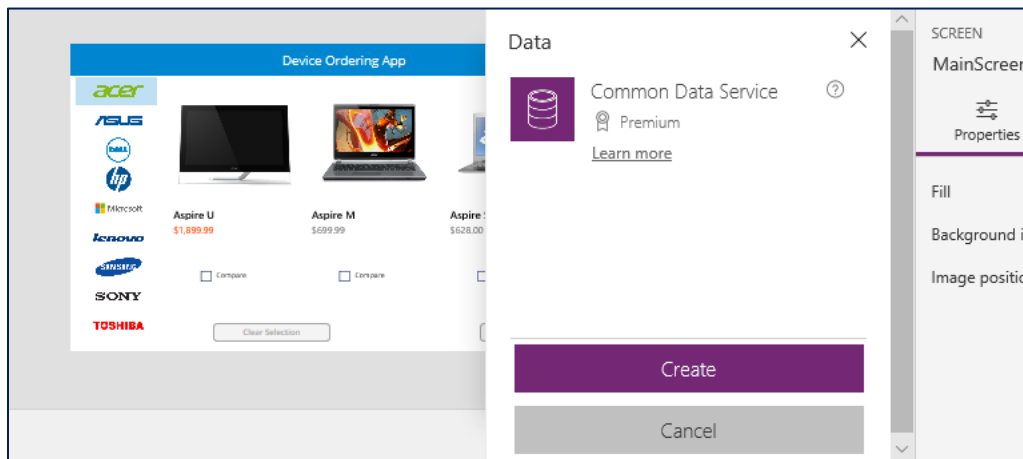 Device Ordering App
acer
ASUS
DELL
hp
Microsoft
lenovo
SAMSUNG
SONY
TOSHIBA
Aspire U
$1,899.99
Compare
Aspire M
$699.99
Compare
Aspire
$628.00
Clear Selection
Data
Common Data Service
Premium
Learn more
Create
Cancel
SCREEN
MainScreen
Properties
Fill
Background i
Image positio